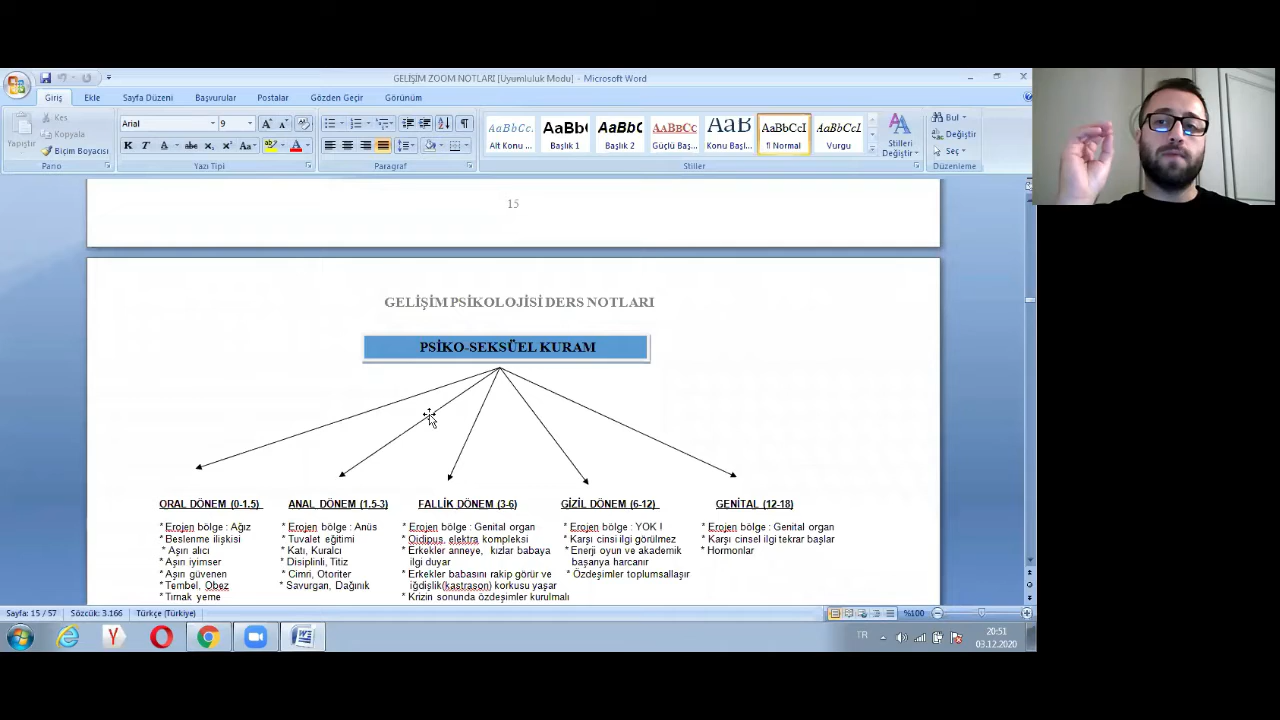 GELİŞİM ZOOM NOTLARI [Uyumluluk Modu] - Microsoft Word
Giriş Ekle Sayfa Düzeni Başvurular Postalar Gözden Geçir Görünüm
Yapıştır
Kes
Kopyala
Biçim Boyacısı
Pano
Arial 9
Yazı Tipi
Paragraf
AaBbCc. Alt Konu ...
AaBbC Başlık 1
AaBbC Başlık 2
AaBbCc Güçlü Baş...
AaB Konu Başl...
AaBbCcI ¶ Normal
AaBbCcL Vurgu
Stiller
Stilleri Değiştir
Bul
Değiştir
Seç
Düzenleme
15
GELİŞİM PSİKOLOJİSİ DERS NOTLARI
PSİKO-SEKSÜEL KURAM
ORAL DÖNEM (0-1.5)
* Erojen bölge : Ağız
* Beslenme ilişkisi
* Aşırı alıcı
* Aşırı iyimser
* Aşırı güvenen
* Tembel, Obez
* Tırnak yeme
ANAL DÖNEM (1,5-3)
* Erojen bölge : Anüs
* Tuvalet eğitimi
* Katı, Kuralcı
* Disiplinli, Titiz
* Cimri, Otoriter
* Savurgan, Dağınık
FALLİK DÖNEM (3-6)
* Erojen bölge : Genital organ
* Oidipus, elektra kompleksi
* Erkekler anneye, kızlar babaya
ilgi duyar
* Erkekler babasını rakip görür ve
iğdişlik(kastrason) korkusu yaşar
* Krizin sonunda özdeşimler kurulmalı
GİZİL DÖNEM (6-12)
* Erojen bölge : YOK !
* Karşı cinsi ilgi görülmez
* Enerji oyun ve akademik
başarıya harcanır
* Özdeşimler toplumsallaşır
GENİTAL (12-18)
* Erojen bölge : Genital organ
* Karşı cinsel ilgi tekrar başlar
* Hormonlar
Sayfa: 15 / 57 Sözcük: 3.166 Türkçe (Türkiye) %100
TR
20:51
03.12.2020